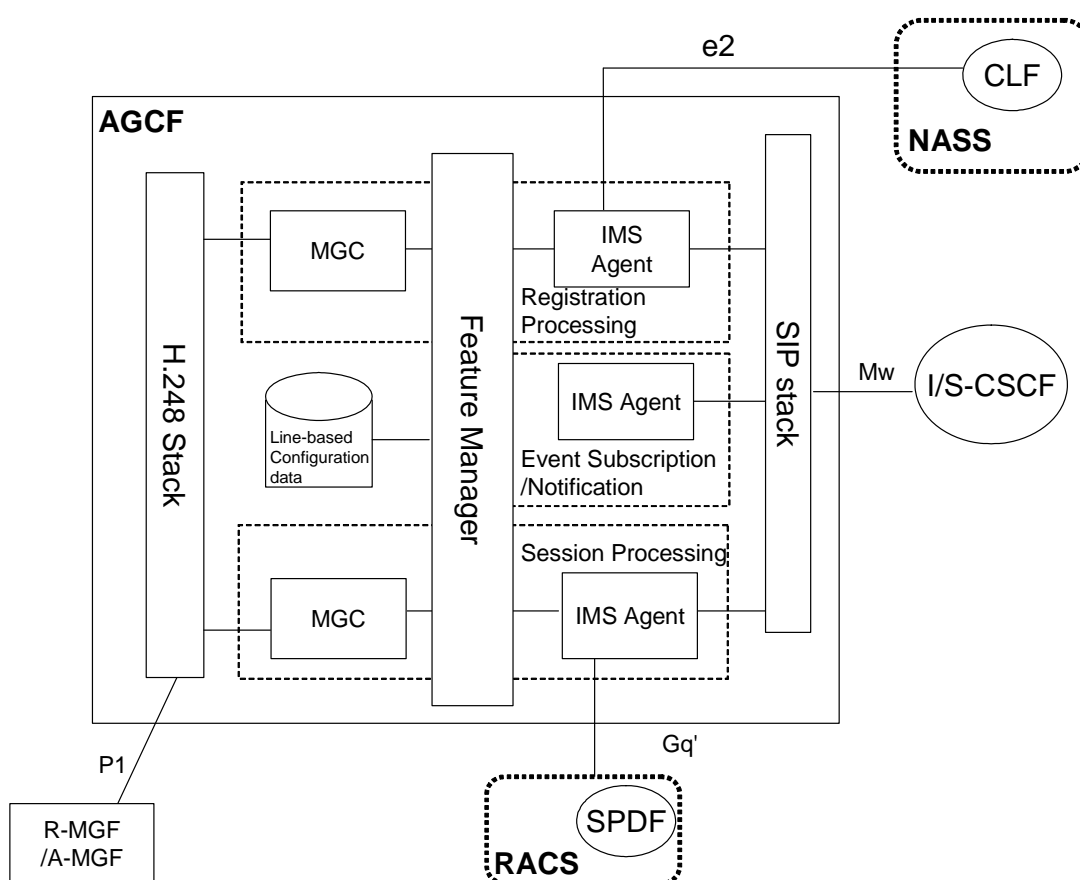 e2
CLF
NASS
AGCF
MGC
IMS
Agent
Registration
Processing
H.248 Stack
Feature Manager
SIP stack
Mw
I/S-CSCF
Line-based
Configuration
data
IMS Agent
Event Subscription
/Notification
Session Processing
MGC
IMS Agent
P1
Gq'
R-MGF
/A-MGF
SPDF
RACS